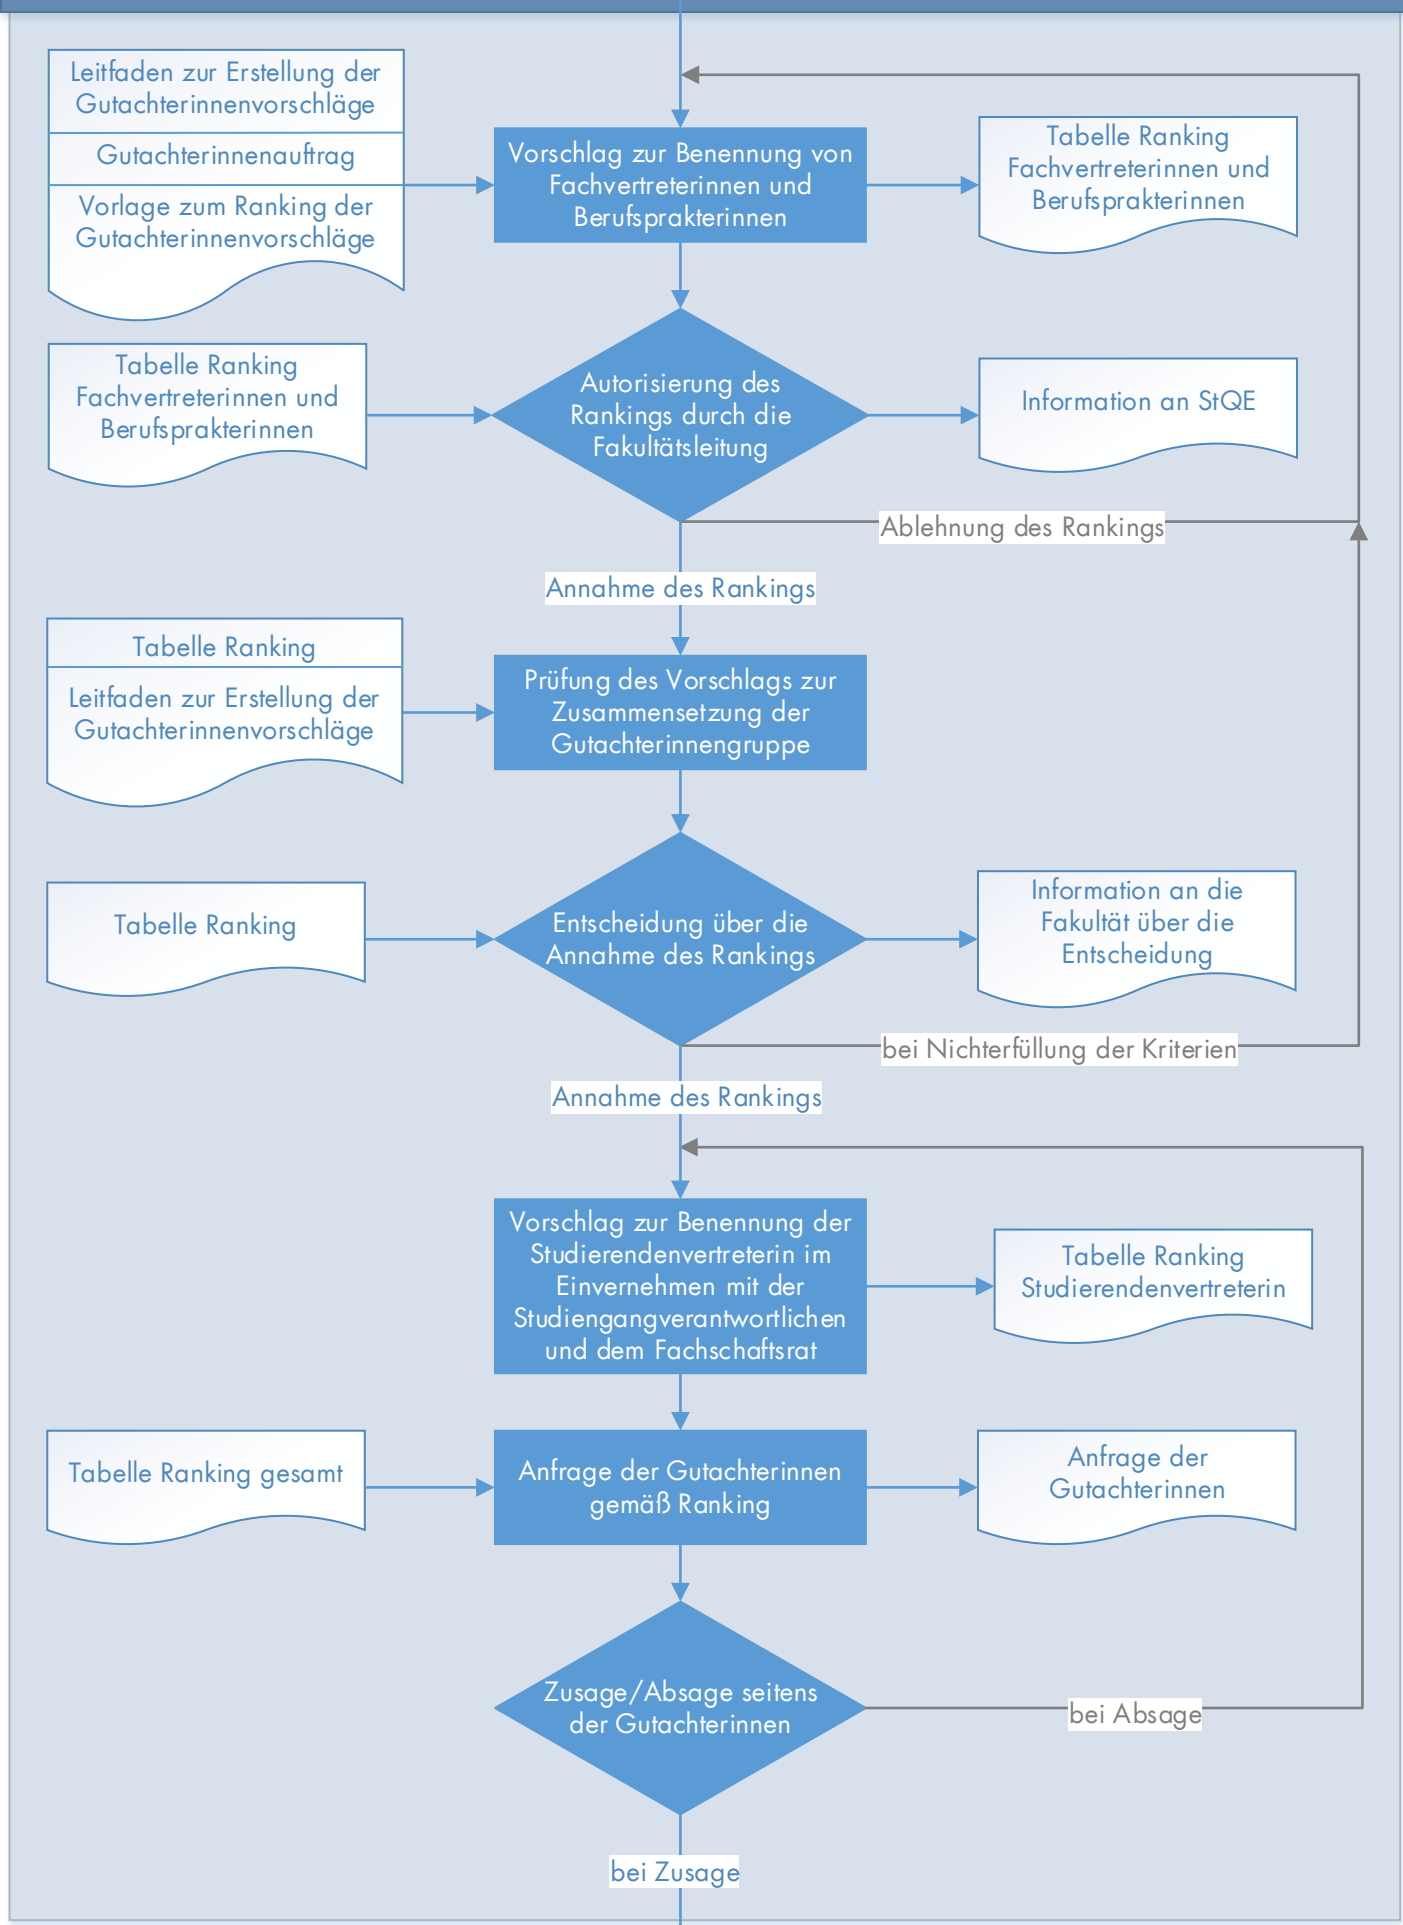 Leitfaden zur Erstellung der
Gutachterinnenvorschläge
Gutachterinnenauftrag
Vorlage zum Ranking der
Gutachterinnenvorschläge
Vorschlag zur Benennung von
Fachvertreterinnen und
Berufsprakterinnen
Tabelle Ranking
Fachvertreterinnen und
Berufsprakterinnen
Tabelle Ranking
Fachvertreterinnen und
Berufsprakterinnen
Autorisierung des
Rankings durch die
Fakultätsleitung
Information an StQE
Ablehnung des Rankings
Annahme des Rankings
Tabelle Ranking
Leitfaden zur Erstellung der
Gutachterinnenvorschläge
Prüfung des Vorschlags zur
Zusammensetzung der
Gutachterinnengruppe
Tabelle Ranking
Entscheidung über die
Annahme des Rankings
Information an die
Fakultät über die
Entscheidung
bei Nichterfüllung der Kriterien
Annahme des Rankings
Vorschlag zur Benennung der
Studierendenvertreterin im
Einvernehmen mit der
Studiengangverantwortlichen
und dem Fachschaftsrat
Tabelle Ranking
Studierendenvertreterin
Tabelle Ranking gesamt
Anfrage der Gutachterinnen
gemäß Ranking
Anfrage der
Gutachterinnen
Zusage/Absage seitens
der Gutachterinnen
bei Absage
bei Zusage